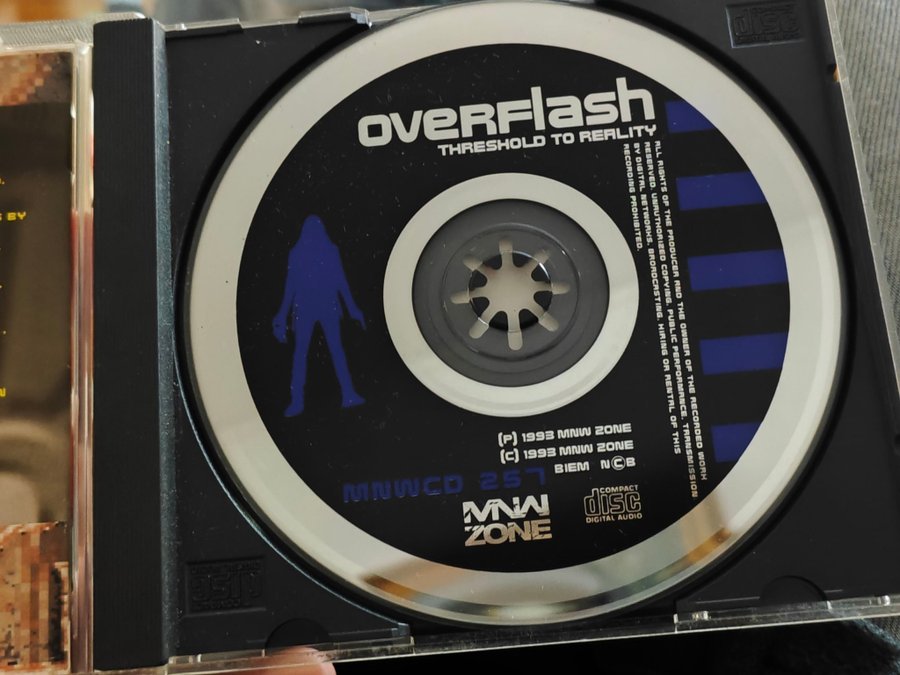 overflash
THRESHOLD TO REALITY
ALL RIGHTS OF THE PRODUCER AND THE OWNER OF THE RECORDED WORK
RESERVED. UNAUTHORIZED COPYING, PUBLIC PERFORMANCE, TRANSMISSION
BY DIGITAL NETWORKS, BROADCASTING, HIRING OR RENTAL OF THIS
RECORDING PROHIBITED.
(P) 1993 MNW ZONE
(C) 1993 MNW ZONE
BIEM N©B
MNWCD 257
MNW
ZONE
COMPACT
disc
DIGITAL AUDIO
disc
BY